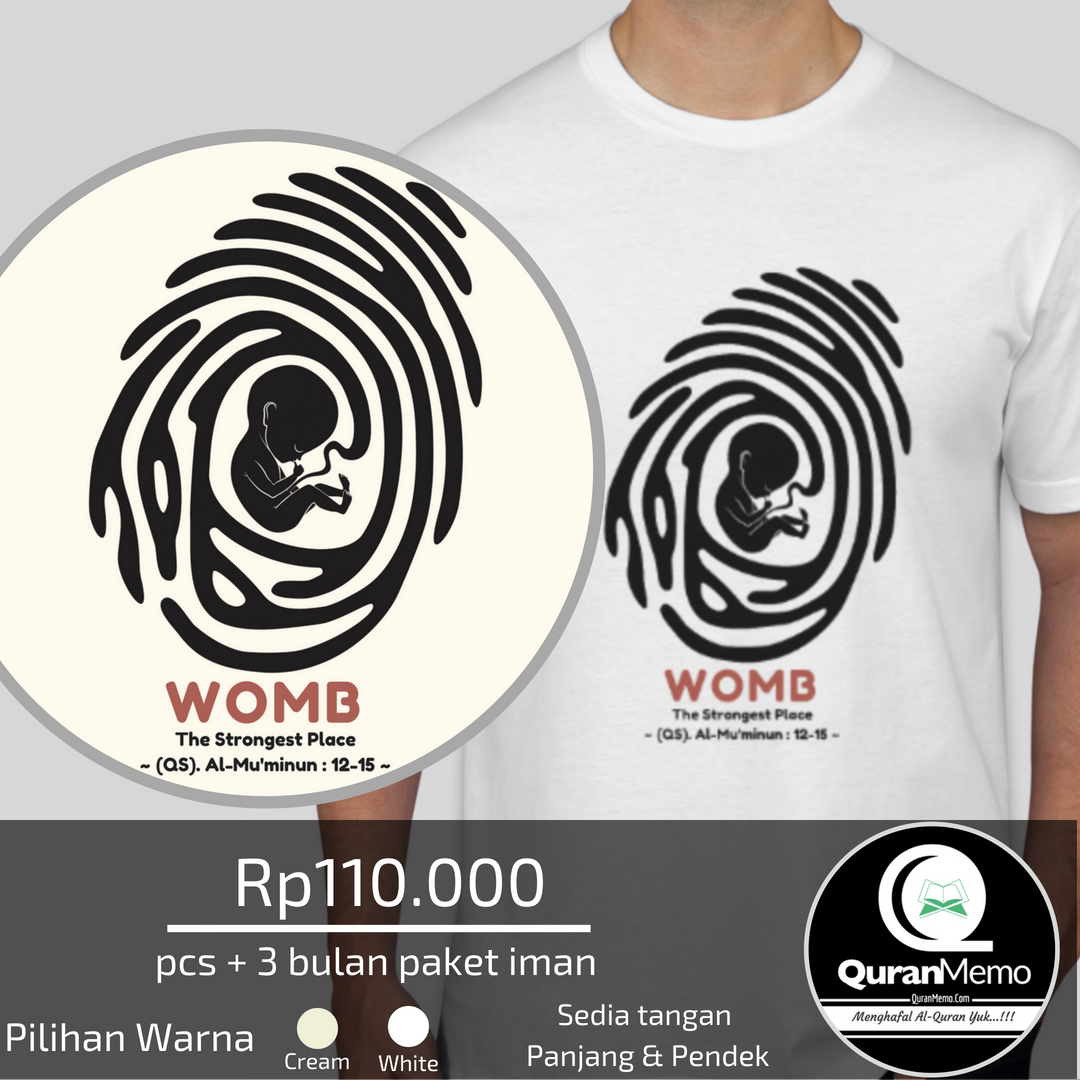 WOMB
The Strongest Place
~ (QS). Al-Mu'minun : 12-15 ~
WOMB
The Strongest Place
~ (QS). Al-Mu'minun : 12-15 ~
Rp110.000
pcs + 3 bulan paket iman
Pilihan Warna
Cream
White
Sedia tangan
Panjang & Pendek
QuranMemo
QuranMemo.Com
Menghafal Al-Quran Yuk...!!!